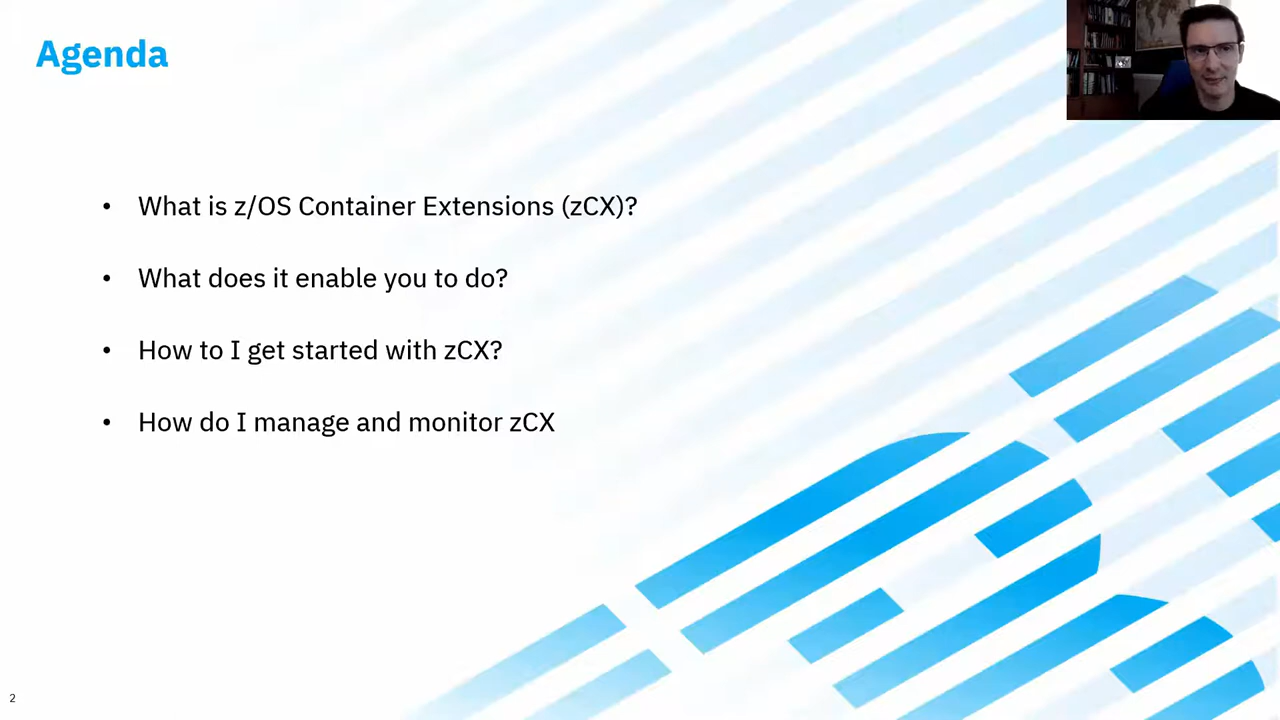 Agenda
• What is z/OS Container Extensions (zCX)?
• What does it enable you to do?
• How to I get started with zCX?
• How do I manage and monitor zCX
2